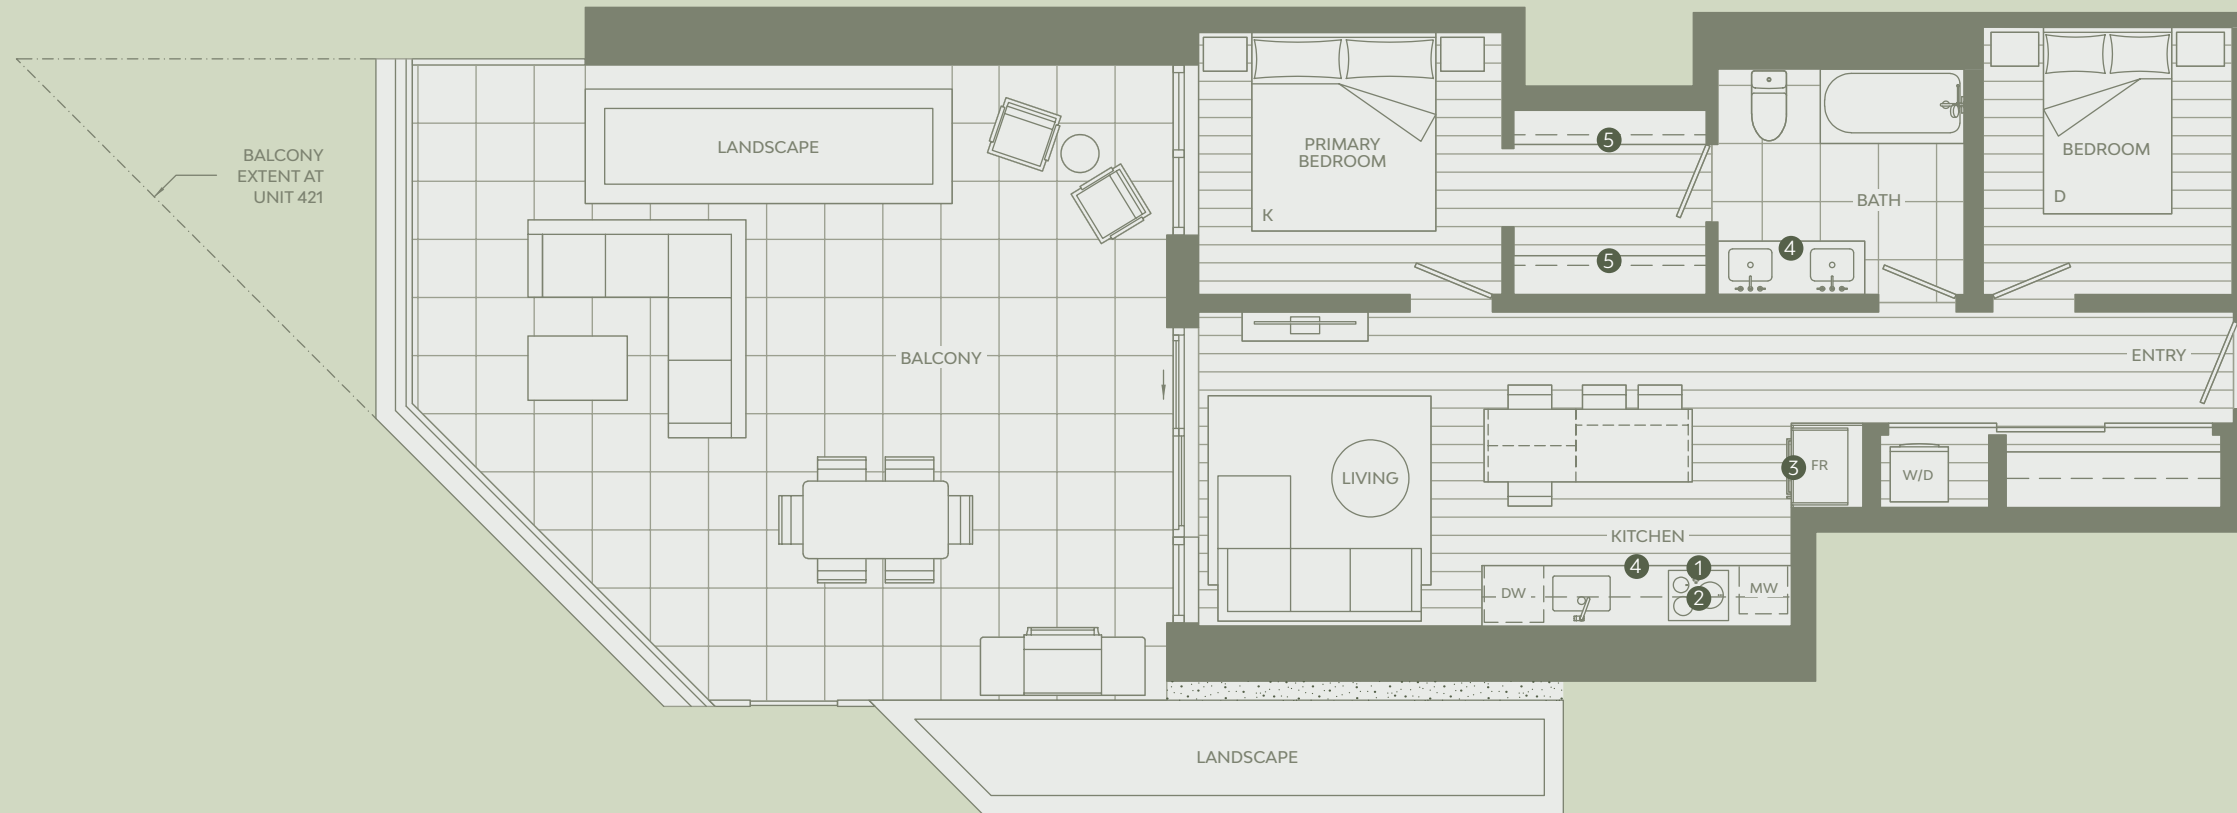 BALCONY
EXTENT AT
UNIT 421
LANDSCAPE
BALCONY
PRIMARY
BEDROOM
K
5
5
BATH
4
BEDROOM
D
ENTRY
LIVING
KITCHEN
3
FR
W/D
4
1
2
DW
MW
LANDSCAPE